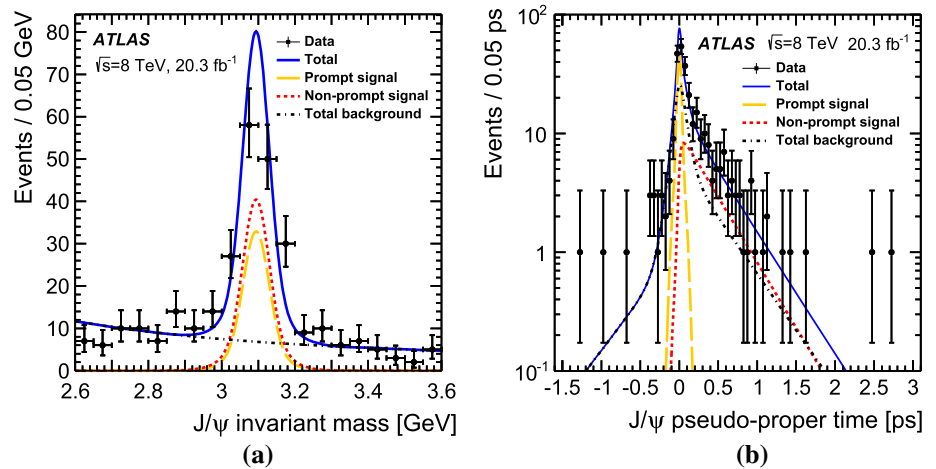 Events / 0.05 GeV
80
70
60
50
40
30
20
10
0
ATLAS
√s=8 TeV, 20.3 fb-1
Data
Total
Prompt signal
Non-prompt signal
Total background
2.6 2.8 3 3.2 3.4 3.6
J/ψ invariant mass [GeV]
(a)
Events / 0.05 ps
10²
10
1
10⁻¹
ATLAS √s=8 TeV 20.3 fb⁻¹
Data
Total
Prompt signal
Non-prompt signal
Total background
-1.5 -1 -0.5 0 0.5 1 1.5 2 2.5 3
J/ψ pseudo-proper time [ps]
(b)